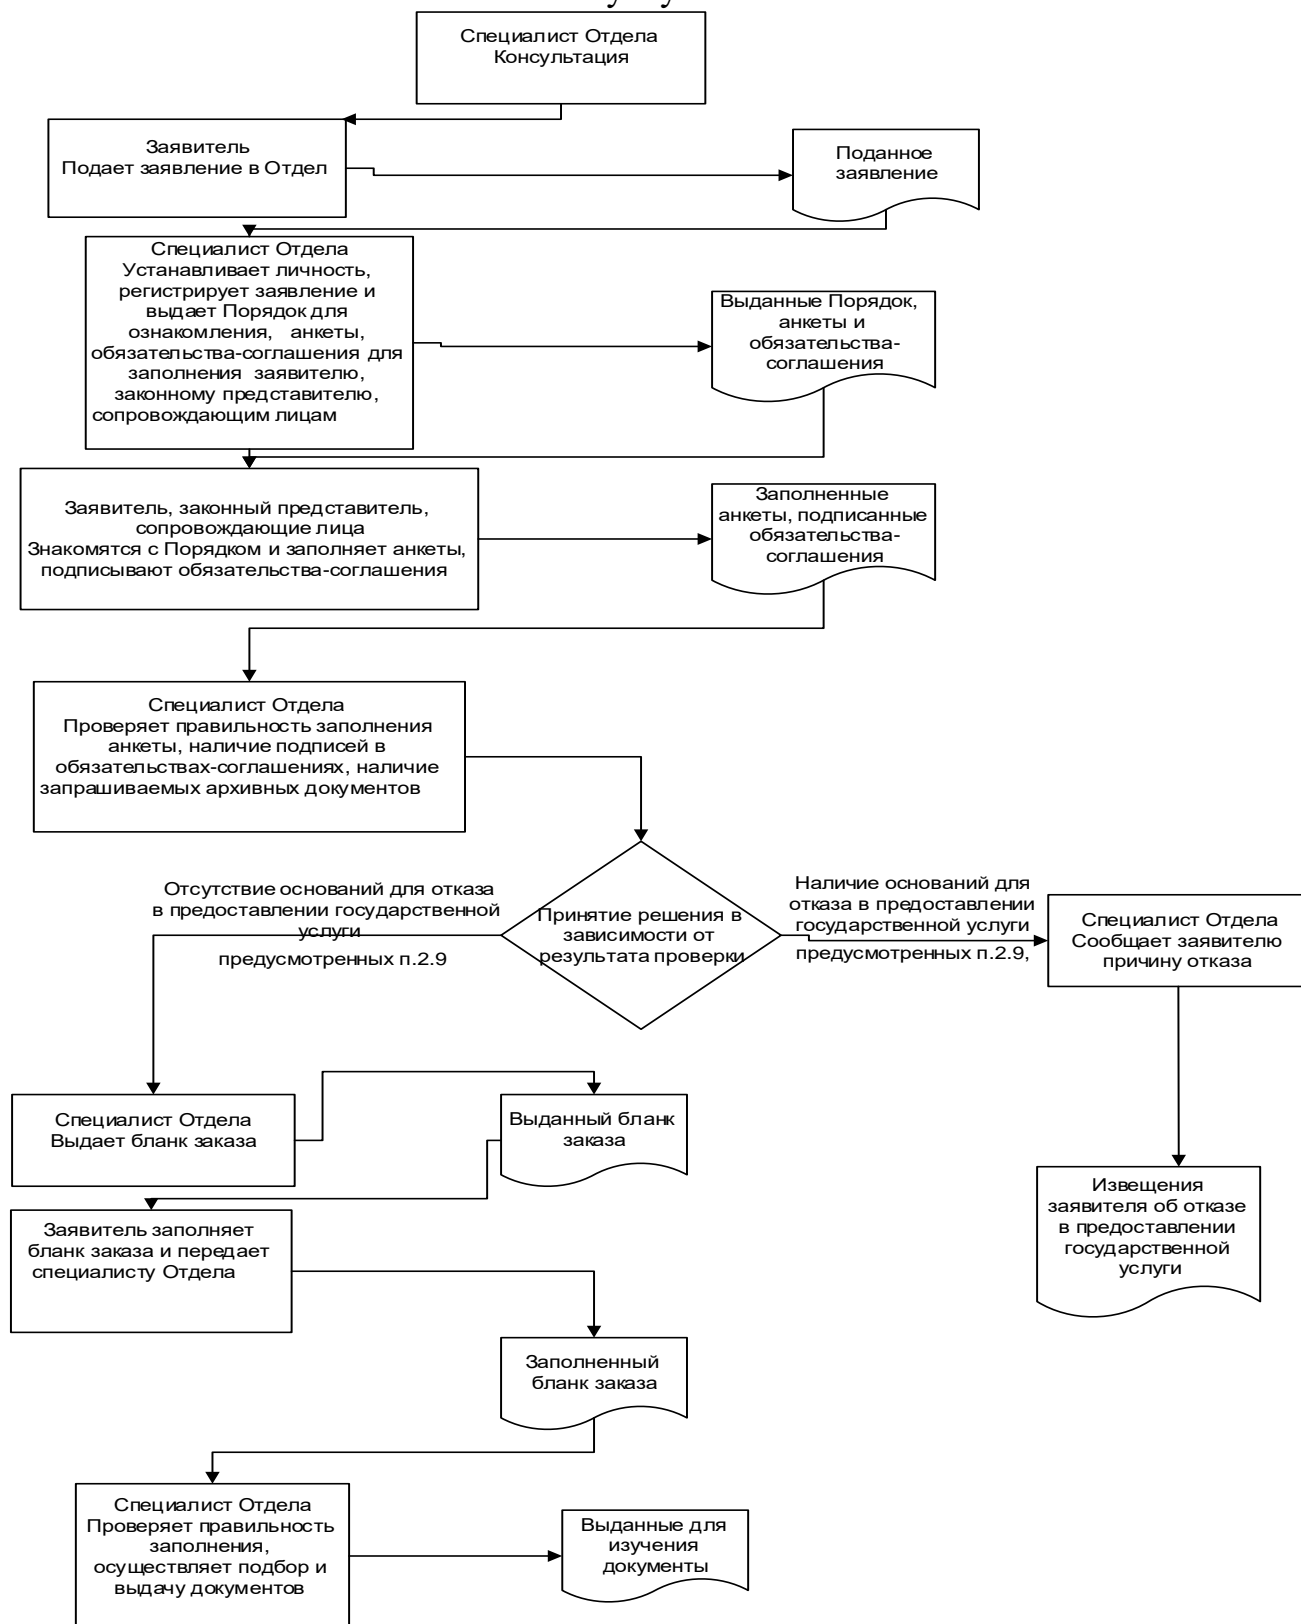 Специалист Отдела
Консультация
Заявитель
Подает заявление в Отдел
Поданное
заявление
Специалист Отдела
Устанавливает личность,
регистрирует заявление и
выдает Порядок для
ознакомления, анкеты,
обязательства-соглашения для
заполнения заявителю,
законному представителю,
сопровождающим лицам
Выданные Порядок,
анкеты и
обязательства-
соглашения
Заявитель, законный представитель,
сопровождающие лица
Знакомятся с Порядком и заполняет анкеты,
подписывают обязательства-соглашения
Заполненные
анкеты, подписанные
обязательства-
соглашения
Специалист Отдела
Проверяет правильность заполнения
анкеты, наличие подписей в
обязательствах-соглашениях, наличие
запрашиваемых архивных документов
Отсутствие оснований для отказа
в предоставлении государственной
услуги
предусмотренных п.2.9
Принятие решения в
зависимости от
результата проверки
Наличие оснований для
отказа в предоставлении
государственной услуги
предусмотренных п.2.9,
Специалист Отдела
Сообщает заявителю
причину отказа
Специалист Отдела
Выдает бланк заказа
Выданный бланк
заказа
Извещения
заявителя об отказе
в предоставлении
государственной
услуги
Заявитель заполняет
бланк заказа и передает
специалисту Отдела
Заполненный
бланк заказа
Специалист Отдела
Проверяет правильность
заполнения,
осуществляет подбор и
выдачу документов
Выданные для
изучения
документы